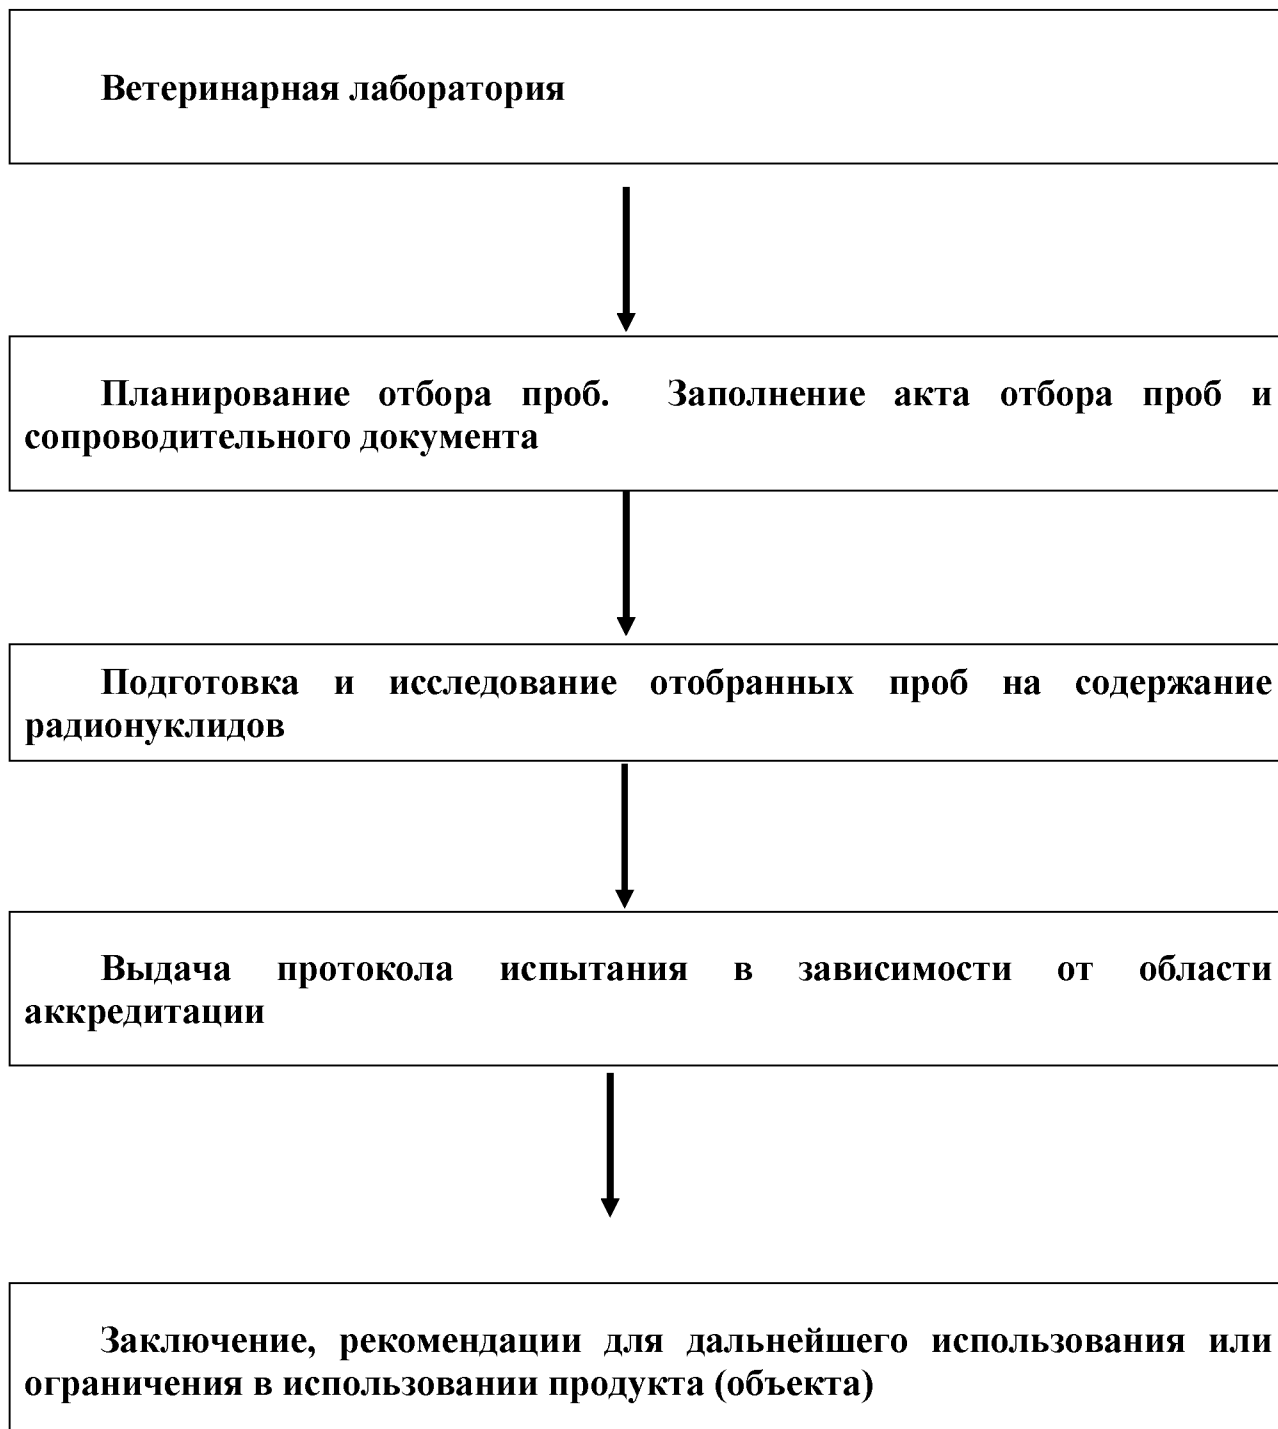 Ветеринарная лаборатория
Планирование отбора проб. Заполнение акта отбора проб и
сопроводительного документа
Подготовка и исследование отобранных проб на содержание
радионуклидов
Выдача протокола испытания в зависимости от области
аккредитации
Заключение, рекомендации для дальнейшего использования или
ограничения в использовании продукта (объекта)